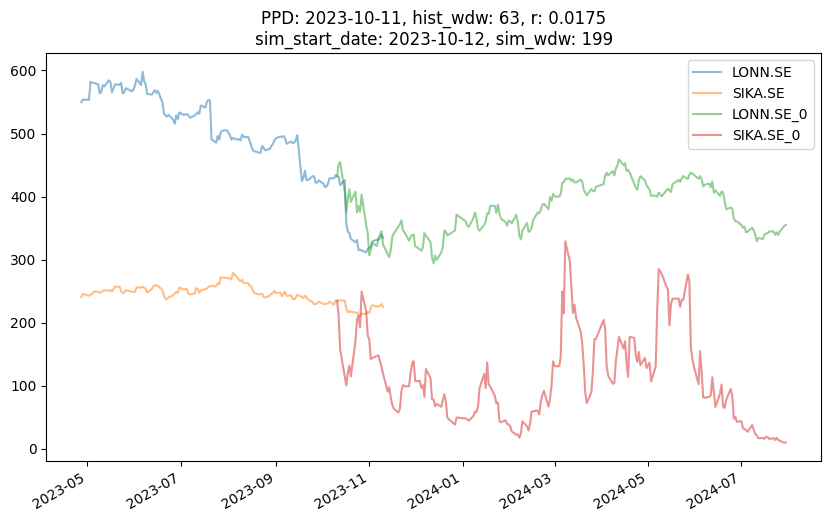 PPD: 2023-10-11, hist_wdw: 63, r: 0.0175
sim_start_date: 2023-10-12, sim_wdw: 199
LONN.SE
SIKA.SE
LONN.SE_0
SIKA.SE_0
600
500
400
300
200
100
0
2023-05
2023-07
2023-09
2023-11
2024-01
2024-03
2024-05
2024-07